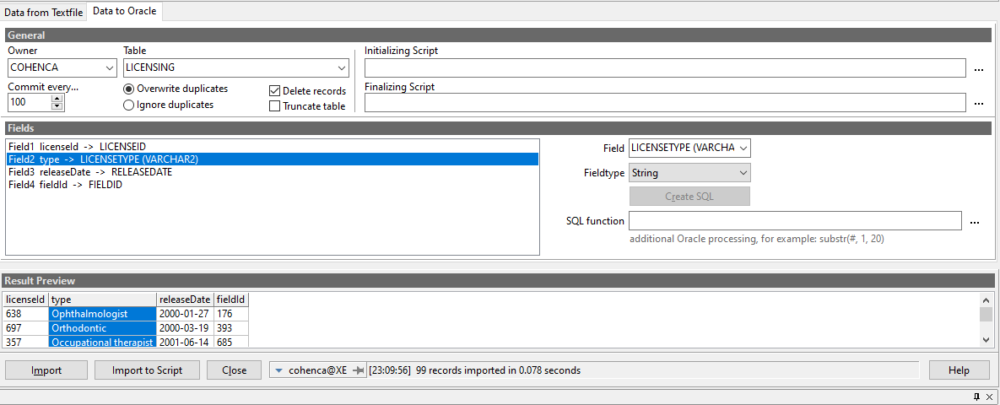 Data from Textfile Data to Oracle
General
Owner Table Initializing Script
COHENCA LICENSING ...
Commit every... Overwrite duplicates Delete records Finalizing Script
100 Ignore duplicates Truncate table ...
Fields
Field1 licenseId -> LICENSEID
Field2 type -> LICENSETYPE (VARCHAR2)
Field3 releaseDate -> RELEASEDATE
Field4 fieldId -> FIELDID
Field LICENSETYPE (VARCHA
Fieldtype String
Create SQL
SQL function ...
additional Oracle processing, for example: substr(#, 1, 20)
Result Preview
licenseId type releaseDate fieldId
638 Ophthalmologist 2000-01-27 176
697 Orthodontic 2000-03-19 393
357 Occupational therapist 2001-06-14 685
Import Import to Script Close cohenca@XE [23:09:56] 99 records imported in 0.078 seconds Help